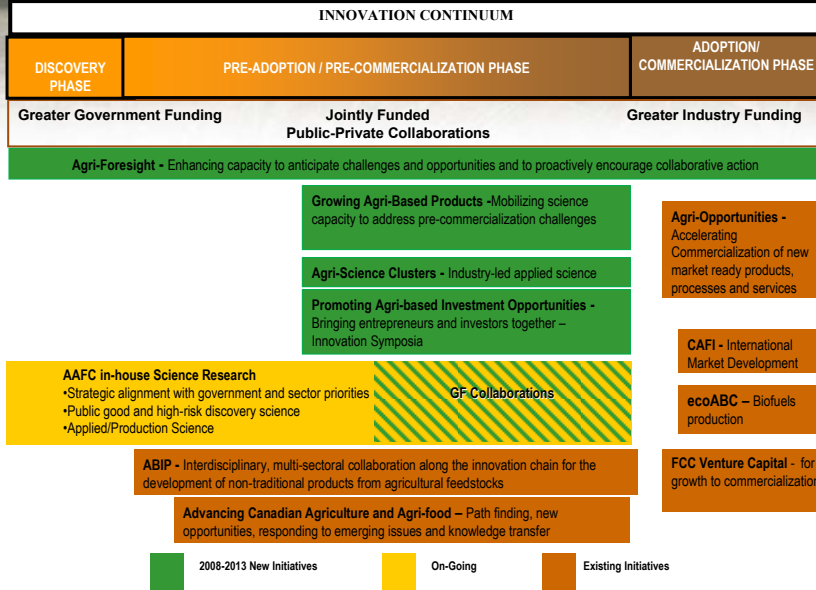 INNOVATION CONTINUUM
DISCOVERY
PHASE
PRE-ADOPTION / PRE-COMMERCIALIZATION PHASE
ADOPTION/
COMMERCIALIZATION PHASE
Greater Government Funding
Jointly Funded
Public-Private Collaborations
Greater Industry Funding
Agri-Foresight - Enhancing capacity to anticipate challenges and opportunities and to proactively encourage collaborative action
Growing Agri-Based Products -Mobilizing science
capacity to address pre-commercialization challenges
Agri-Opportunities -
Accelerating
Commercialization of new
market ready products,
processes and services
Agri-Science Clusters - Industry-led applied science
Promoting Agri-based Investment Opportunities -
Bringing entrepreneurs and investors together –
Innovation Symposia
CAFI - International
Market Development
AAFC in-house Science Research
•Strategic alignment with government and sector priorities
•Public good and high-risk discovery science
•Applied/Production Science
GF Collaborations
ecoABC – Biofuels
production
ABIP - Interdisciplinary, multi-sectoral collaboration along the innovation chain for the
development of non-traditional products from agricultural feedstocks
FCC Venture Capital - for
growth to commercialization
Advancing Canadian Agriculture and Agri-food – Path finding, new
opportunities, responding to emerging issues and knowledge transfer
2008-2013 New Initiatives
On-Going
Existing Initiatives